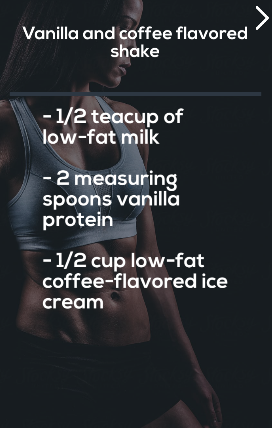 Vanilla and coffee flavored
shake
- 1/2 teacup of
low-fat milk
- 2 measuring
spoons vanilla
protein
- 1/2 cup low-fat
coffee-flavored ice
cream